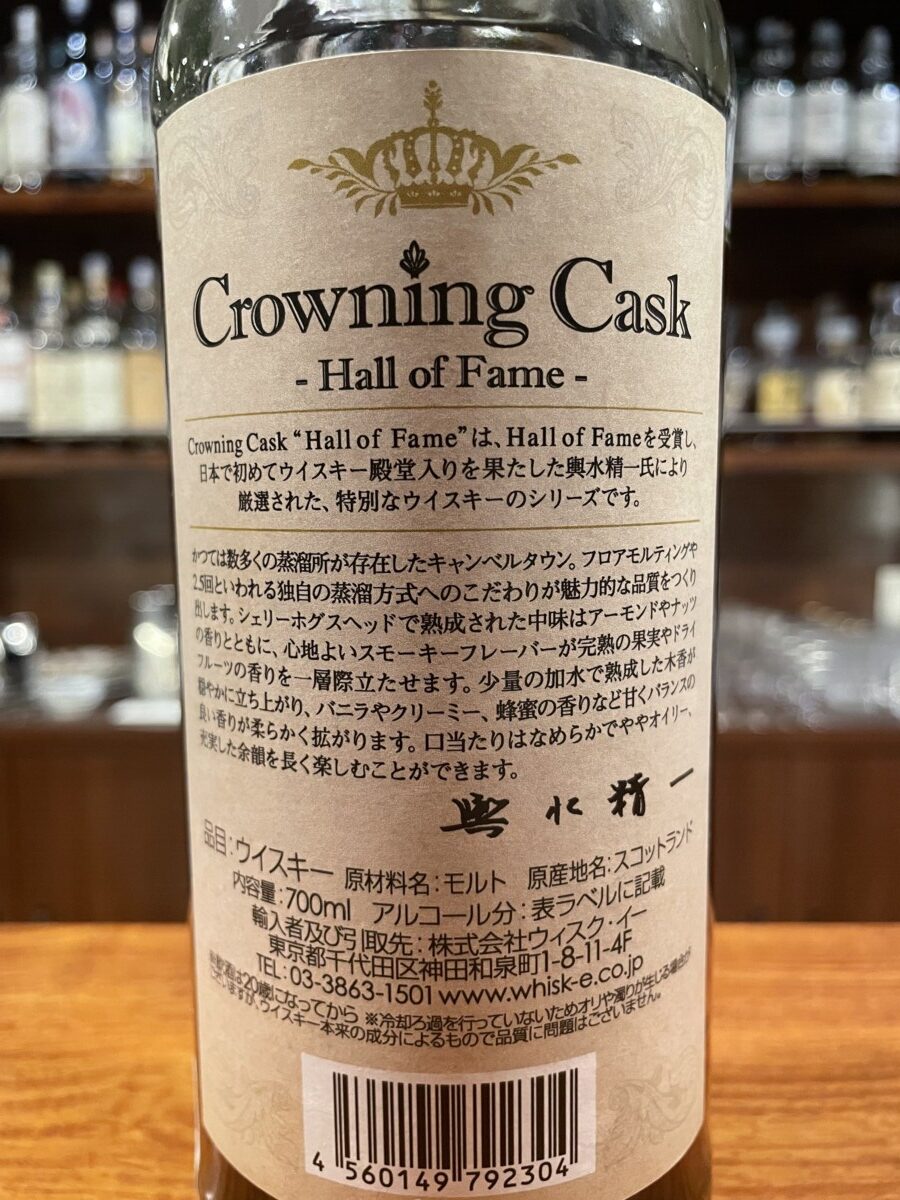 Crowning Cask
- Hall of Fame -
Crowning Cask “Hall of Fame”は、Hall of Fameを受賞し、
日本で初めてウイスキー殿堂入りを果たした輿水精一氏により
厳選された、特別なウイスキーのシリーズです。
かつては数多くの蒸溜所が存在したキャンベルタウン。フロアモルティングや
2.5回といわれる独自の蒸溜方式へのこだわりが魅力的な品質をつくり
出します。シェリーホグスヘッドで熟成された中味はアーモンドやナッツ
の香りとともに、心地よいスモーキーフレーバーが完熟の果実やドライ
フルーツの香りを一層際立たせます。少量の加水で熟成した木香が
穏やかに立ち上がり、バニラやクリーミー、蜂蜜の香りなど甘くバランスの
良い香りが柔らかく拡がります。口当たりはなめらかでややオイリー、
充実した余韻を長く楽しむことができます。
輿水精一
品目:ウイスキー 原材料名:モルト 原産地名:スコットランド
内容量:700ml アルコール分:表ラベルに記載
輸入者及び引取先:株式会社ウィスク・イー
東京都千代田区神田和泉町1-8-11-4F
TEL:03-3863-1501 www.whisk-e.co.jp
飲酒は20歳になってから ※冷却ろ過を行っていないためオリや濁りが生じる場合が
ございますが、ウイスキー本来の成分によるもので品質に問題はございません。
4 560149 792304